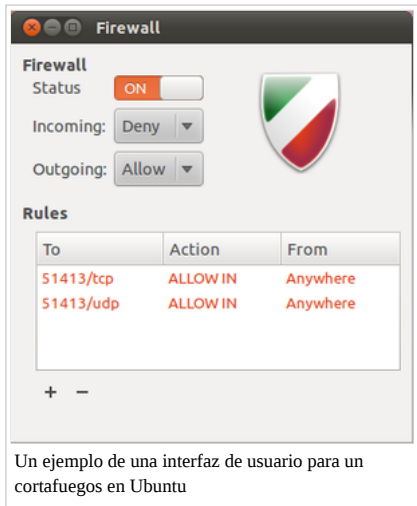 Firewall
Firewall
Status ON
Incoming: Deny
Outgoing: Allow
Rules
To Action From
51413/tcp ALLOW IN Anywhere
51413/udp ALLOW IN Anywhere
+ −
Un ejemplo de una interfaz de usuario para un
cortafuegos en Ubuntu